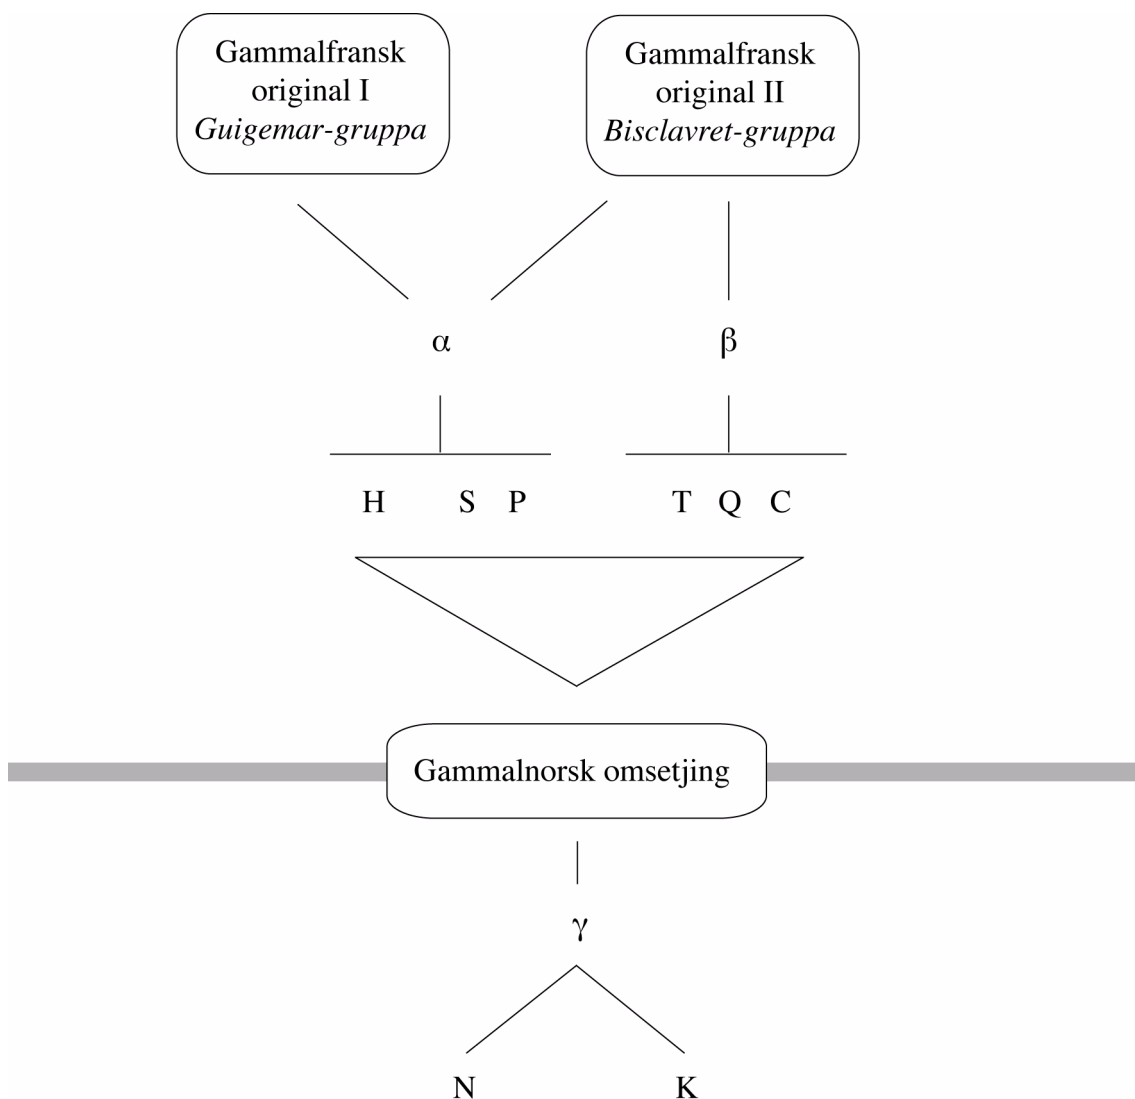 Gammalfransk
original I
Guigemar-gruppa
Gammalfransk
original II
Bisclavret-gruppa
α
β
H S P
T Q C
Gammalnorsk omsetjing
γ
N
K